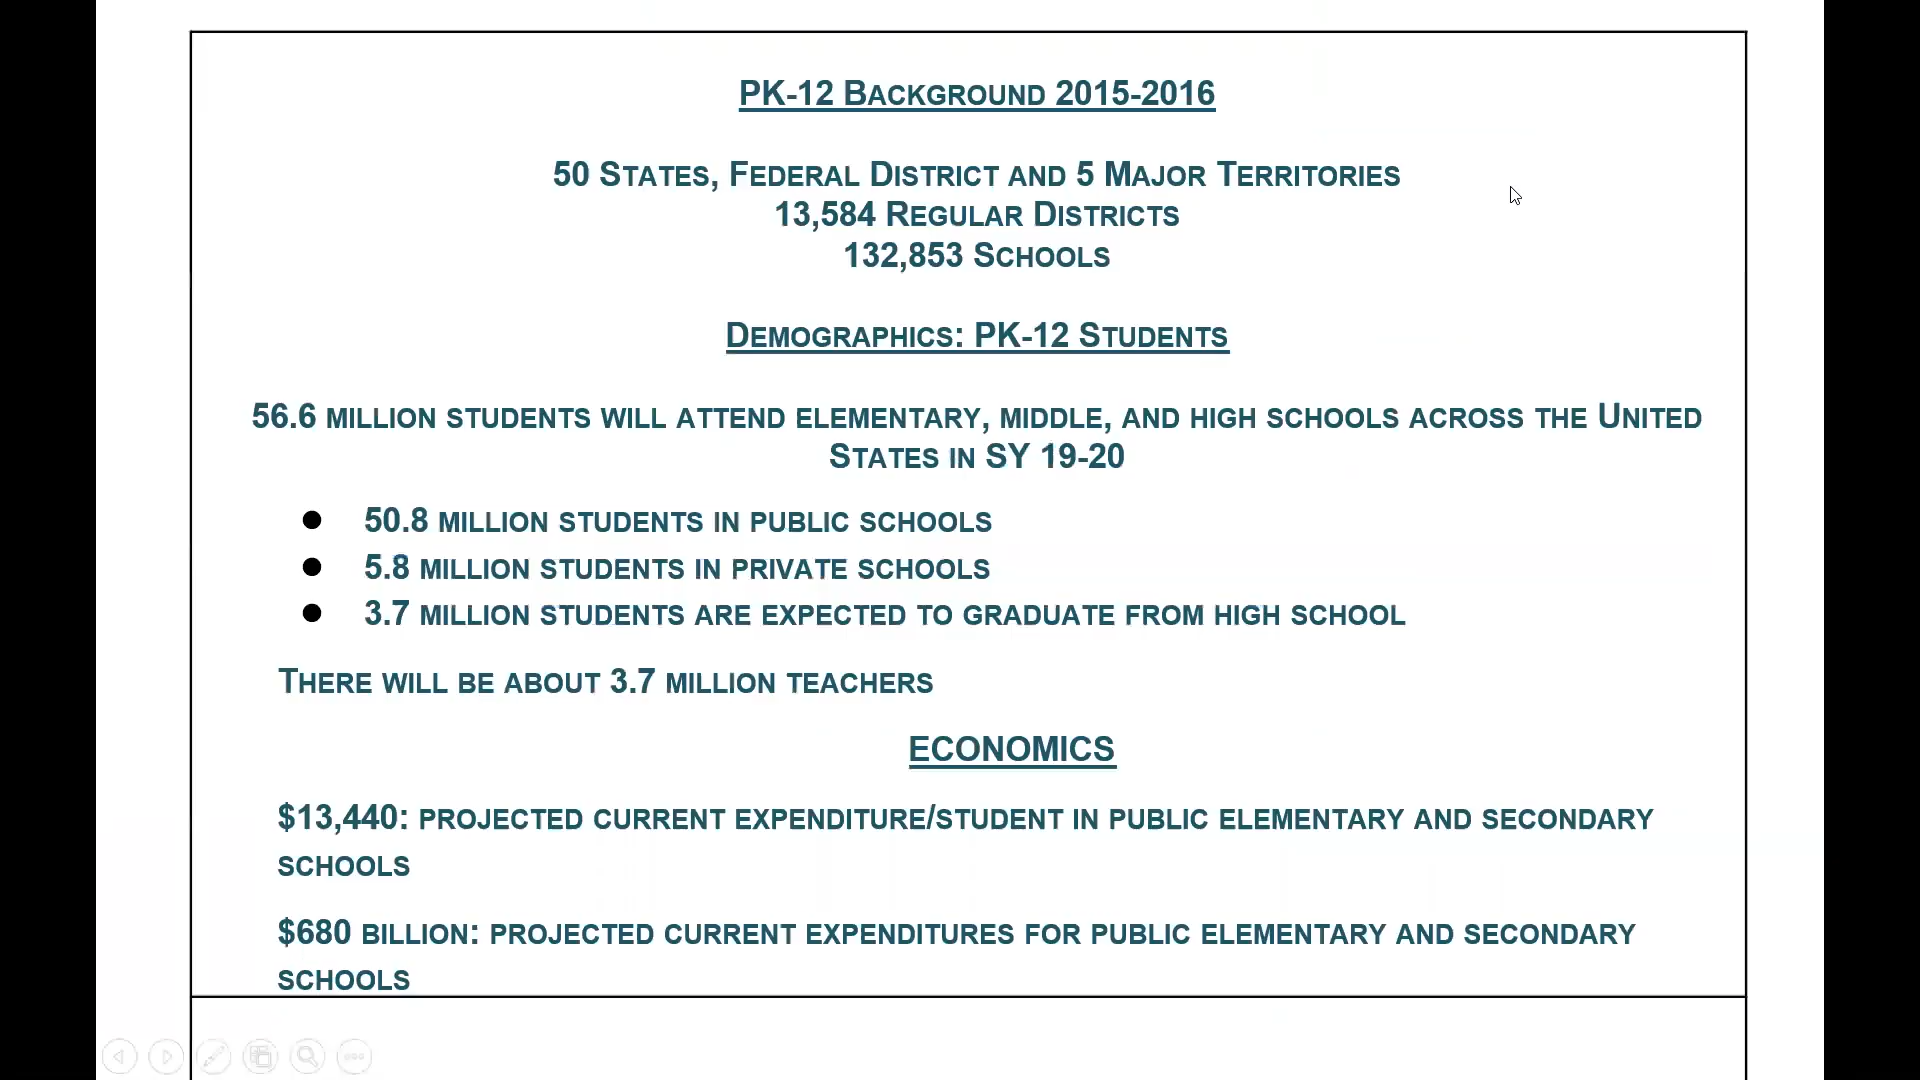 PK-12 Background 2015-2016
50 States, Federal District and 5 Major Territories
13,584 Regular Districts
132,853 Schools
Demographics: PK-12 Students
56.6 million students will attend elementary, middle, and high schools across the United
States in SY 19-20
● 50.8 million students in public schools
● 5.8 million students in private schools
● 3.7 million students are expected to graduate from high school
There will be about 3.7 million teachers
ECONOMICS
$13,440: projected current expenditure/student in public elementary and secondary
schools
$680 billion: projected current expenditures for public elementary and secondary
schools